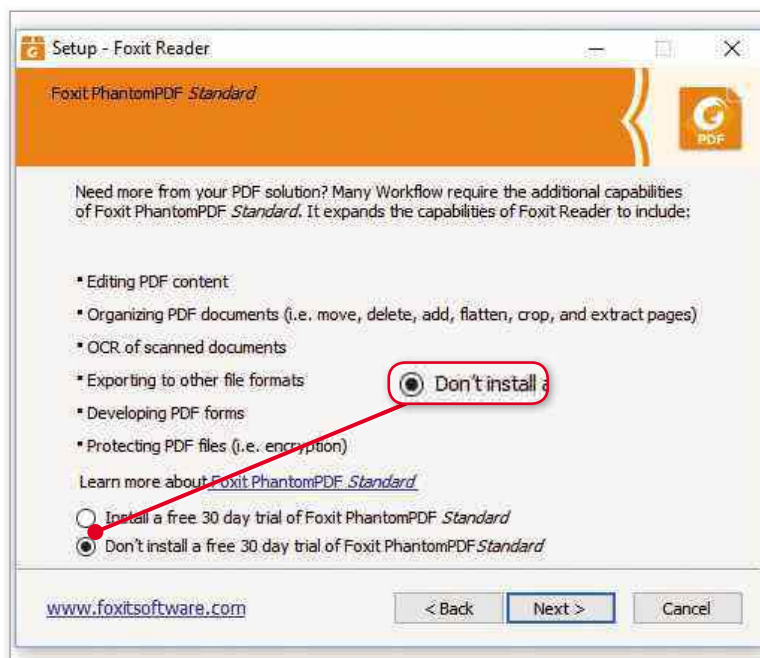 Setup - Foxit Reader
Foxit PhantomPDF Standard
PDF
Need more from your PDF solution? Many Workflow require the additional capabilities
of Foxit PhantomPDF Standard. It expands the capabilities of Foxit Reader to include:
▪ Editing PDF content
▪ Organizing PDF documents (i.e. move, delete, add, flatten, crop, and extract pages)
▪ OCR of scanned documents
▪ Exporting to other file formats
Don't install a
▪ Developing PDF forms
▪ Protecting PDF files (i.e. encryption)
Learn more about Foxit PhantomPDF Standard
Install a free 30 day trial of Foxit PhantomPDF Standard
Don't install a free 30 day trial of Foxit PhantomPDF Standard
www.foxitsoftware.com
< Back
Next >
Cancel